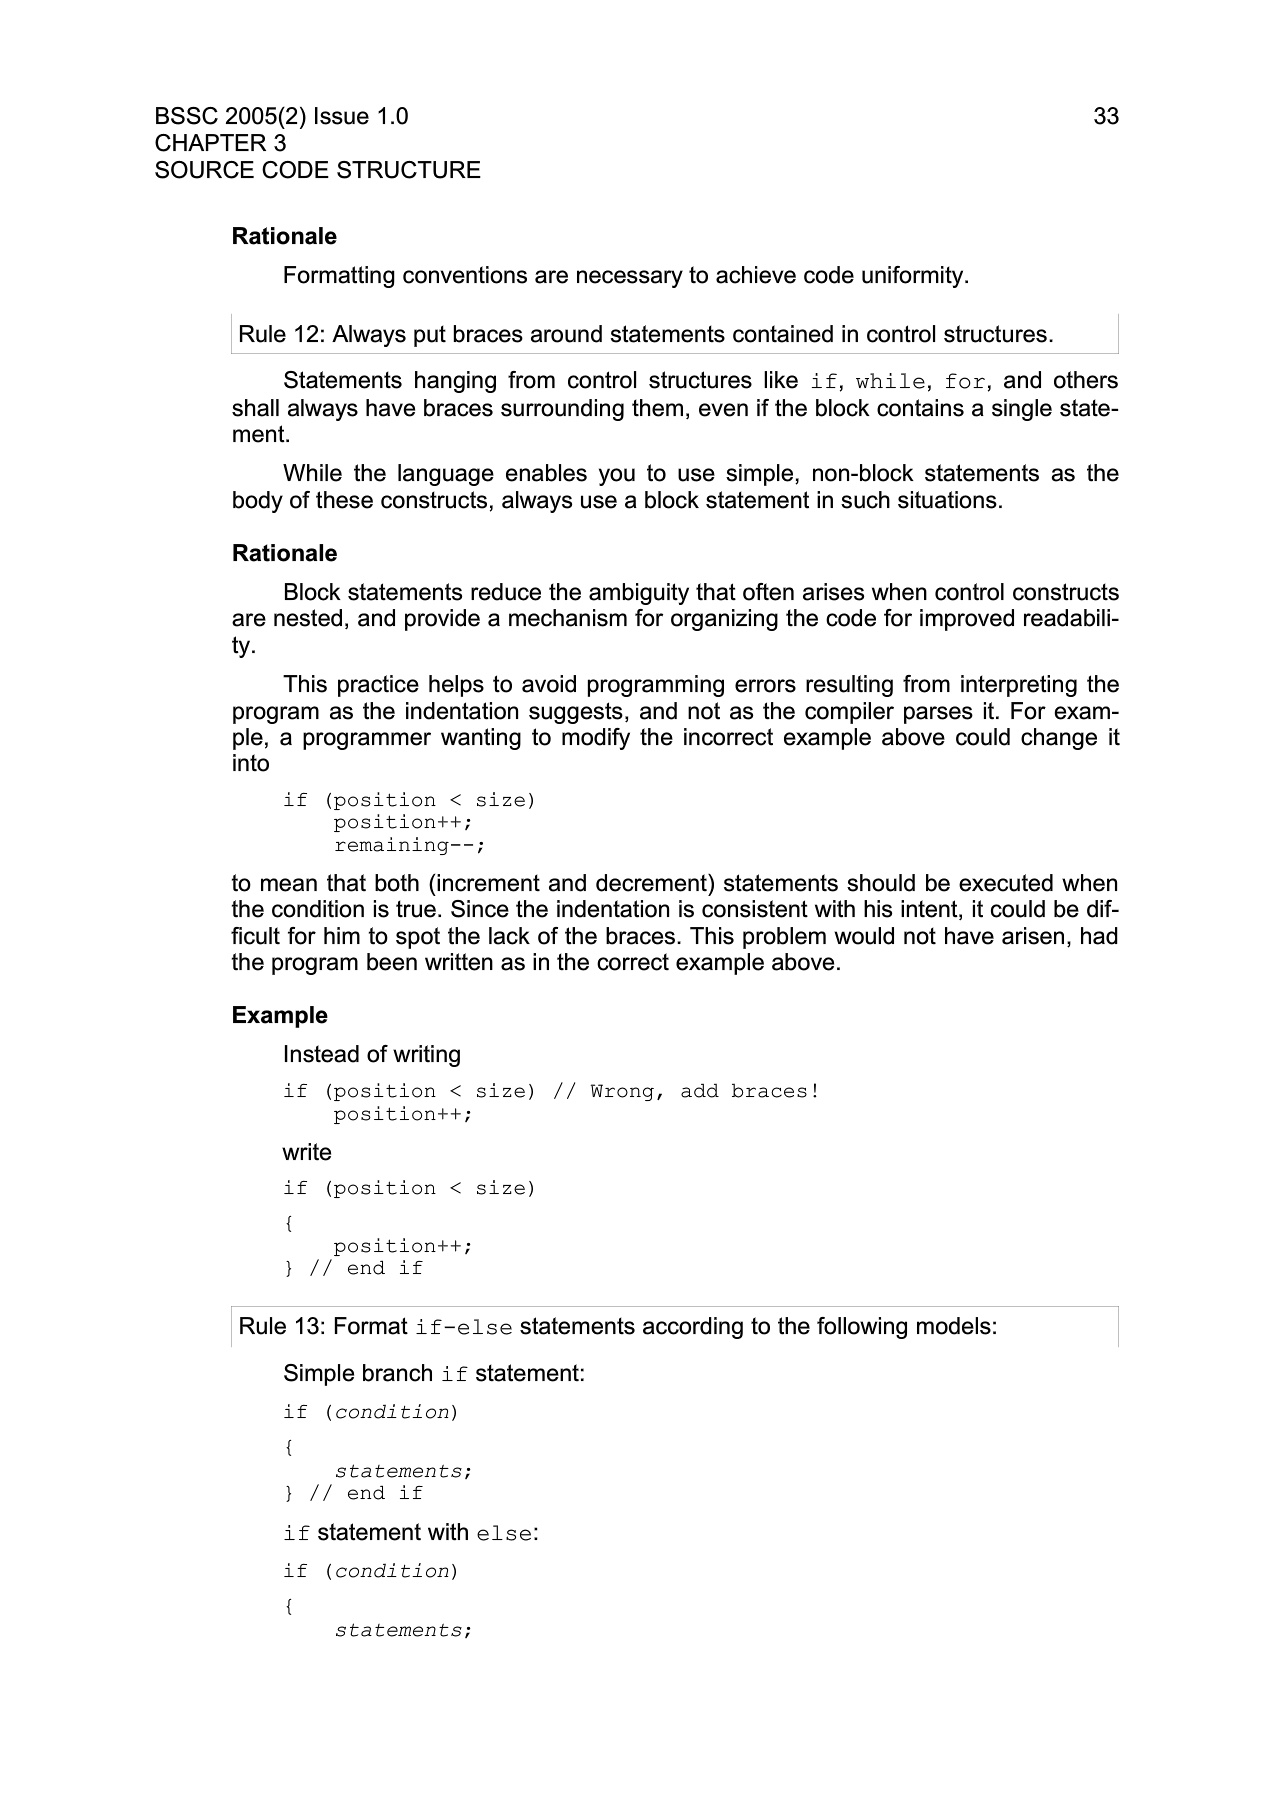 BSSC 2005(2) Issue 1.0 33
CHAPTER 3
SOURCE CODE STRUCTURE
Rationale
Formatting conventions are necessary to achieve code uniformity.
Rule 12: Always put braces around statements contained in control structures.
Statements hanging from control structures like if, while, for, and others
shall always have braces surrounding them, even if the block contains a single state-
ment.
While the language enables you to use simple, non-block statements as the
body of these constructs, always use a block statement in such situations.
Rationale
Block statements reduce the ambiguity that often arises when control constructs
are nested, and provide a mechanism for organizing the code for improved readabili-
ty.
This practice helps to avoid programming errors resulting from interpreting the
program as the indentation suggests, and not as the compiler parses it. For exam-
ple, a programmer wanting to modify the incorrect example above could change it
into
if (position < size)
    position++;
    remaining--;
to mean that both (increment and decrement) statements should be executed when
the condition is true. Since the indentation is consistent with his intent, it could be dif-
ficult for him to spot the lack of the braces. This problem would not have arisen, had
the program been written as in the correct example above.
Example
Instead of writing
if (position < size) // Wrong, add braces!
    position++;
write
if (position < size)
{
    position++;
} // end if
Rule 13: Format if-else statements according to the following models:
Simple branch if statement:
if (condition)
{
    statements;
} // end if
if statement with else:
if (condition)
{
    statements;